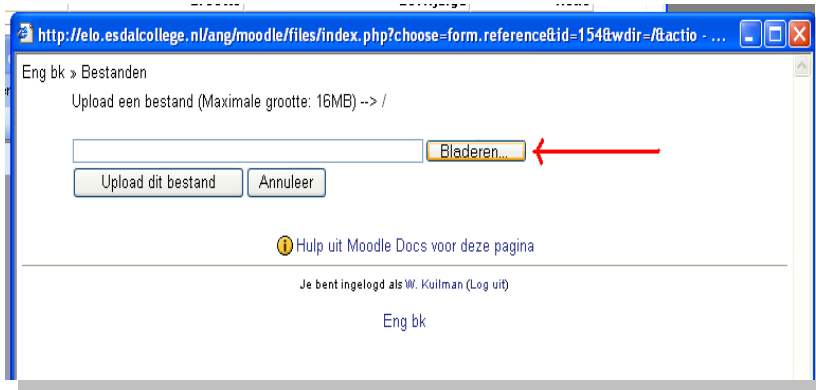 http://elo.esdalcollege.nl/ang/moodle/files/index.php?choose=form.reference&id=154&wdir=/&actio - ...
Eng bk » Bestanden
Upload een bestand (Maximale grootte: 16MB) --> /
Bladeren...
Upload dit bestand Annuleer
Hulp uit Moodle Docs voor deze pagina
Je bent ingelogd als W. Kuilman (Log uit)
Eng bk